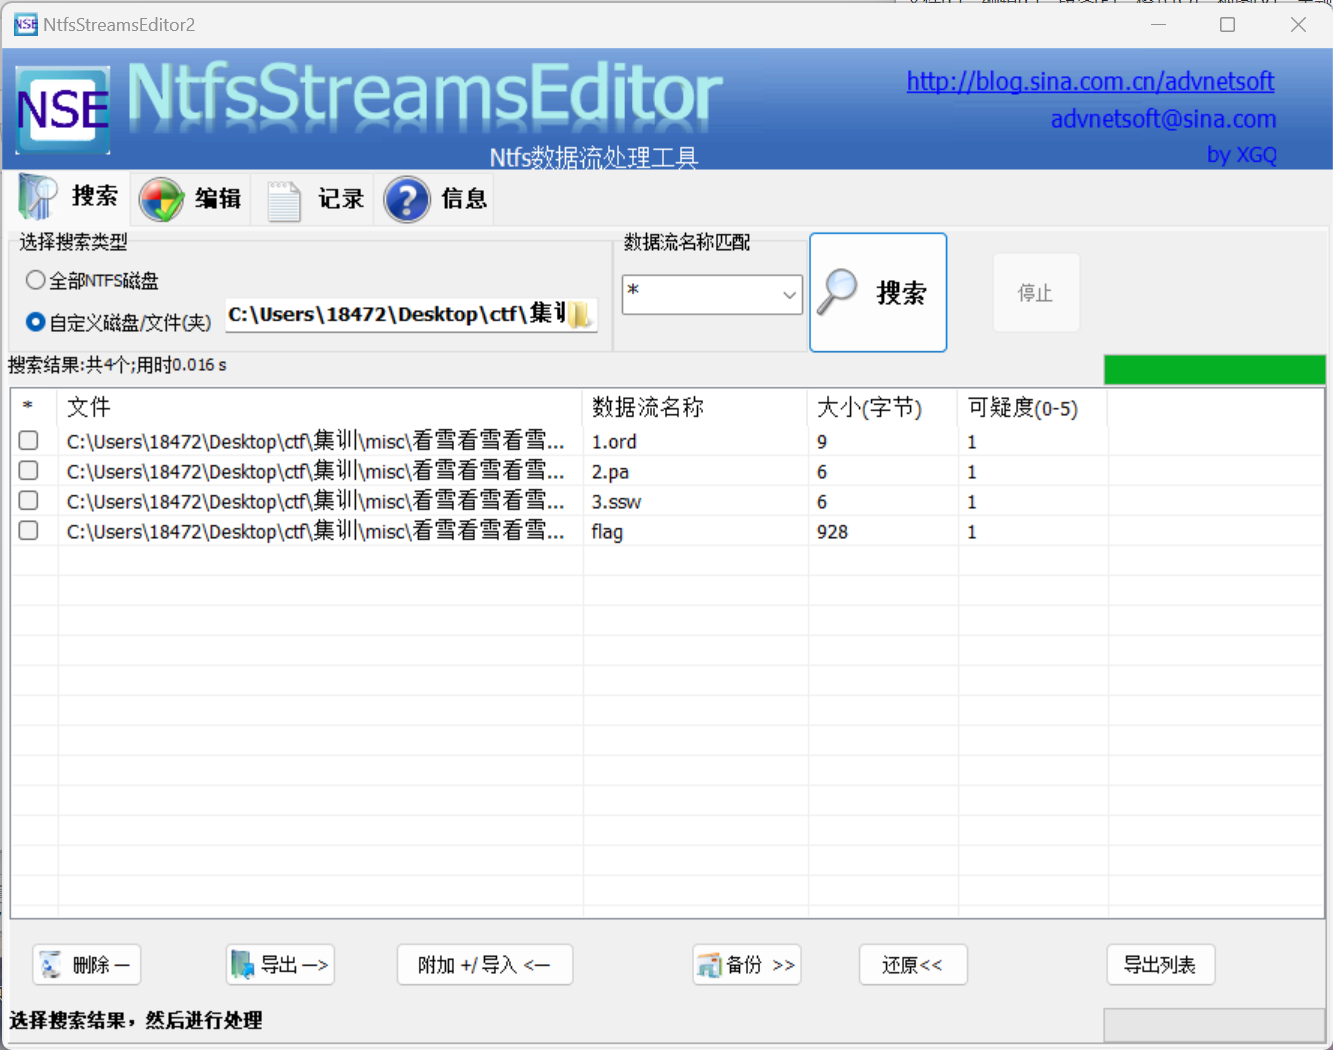 NtfsStreamsEditor2
NSE
NtfsStreamsEditor
http://blog.sina.com.cn/advnetsoft
advnetsoft@sina.com
Ntfs数据流处理工具
by XGQ
搜索 编辑 记录 信息
选择搜索类型 数据流名称匹配
全部NTFS磁盘
自定义磁盘/文件(夹) C:\Users\18472\Desktop\ctf\集训
*
搜索
停止
搜索结果:共4个;用时0.016 s
* 文件 数据流名称 大小(字节) 可疑度(0-5)
C:\Users\18472\Desktop\ctf\集训\misc\看雪看雪看雪... 1.ord 9 1
C:\Users\18472\Desktop\ctf\集训\misc\看雪看雪看雪... 2.pa 6 1
C:\Users\18472\Desktop\ctf\集训\misc\看雪看雪看雪... 3.ssw 6 1
C:\Users\18472\Desktop\ctf\集训\misc\看雪看雪看雪... flag 928 1
删除 — 导出 —> 附加 +/ 导入 <— 备份 >> 还原<< 导出列表
选择搜索结果，然后进行处理